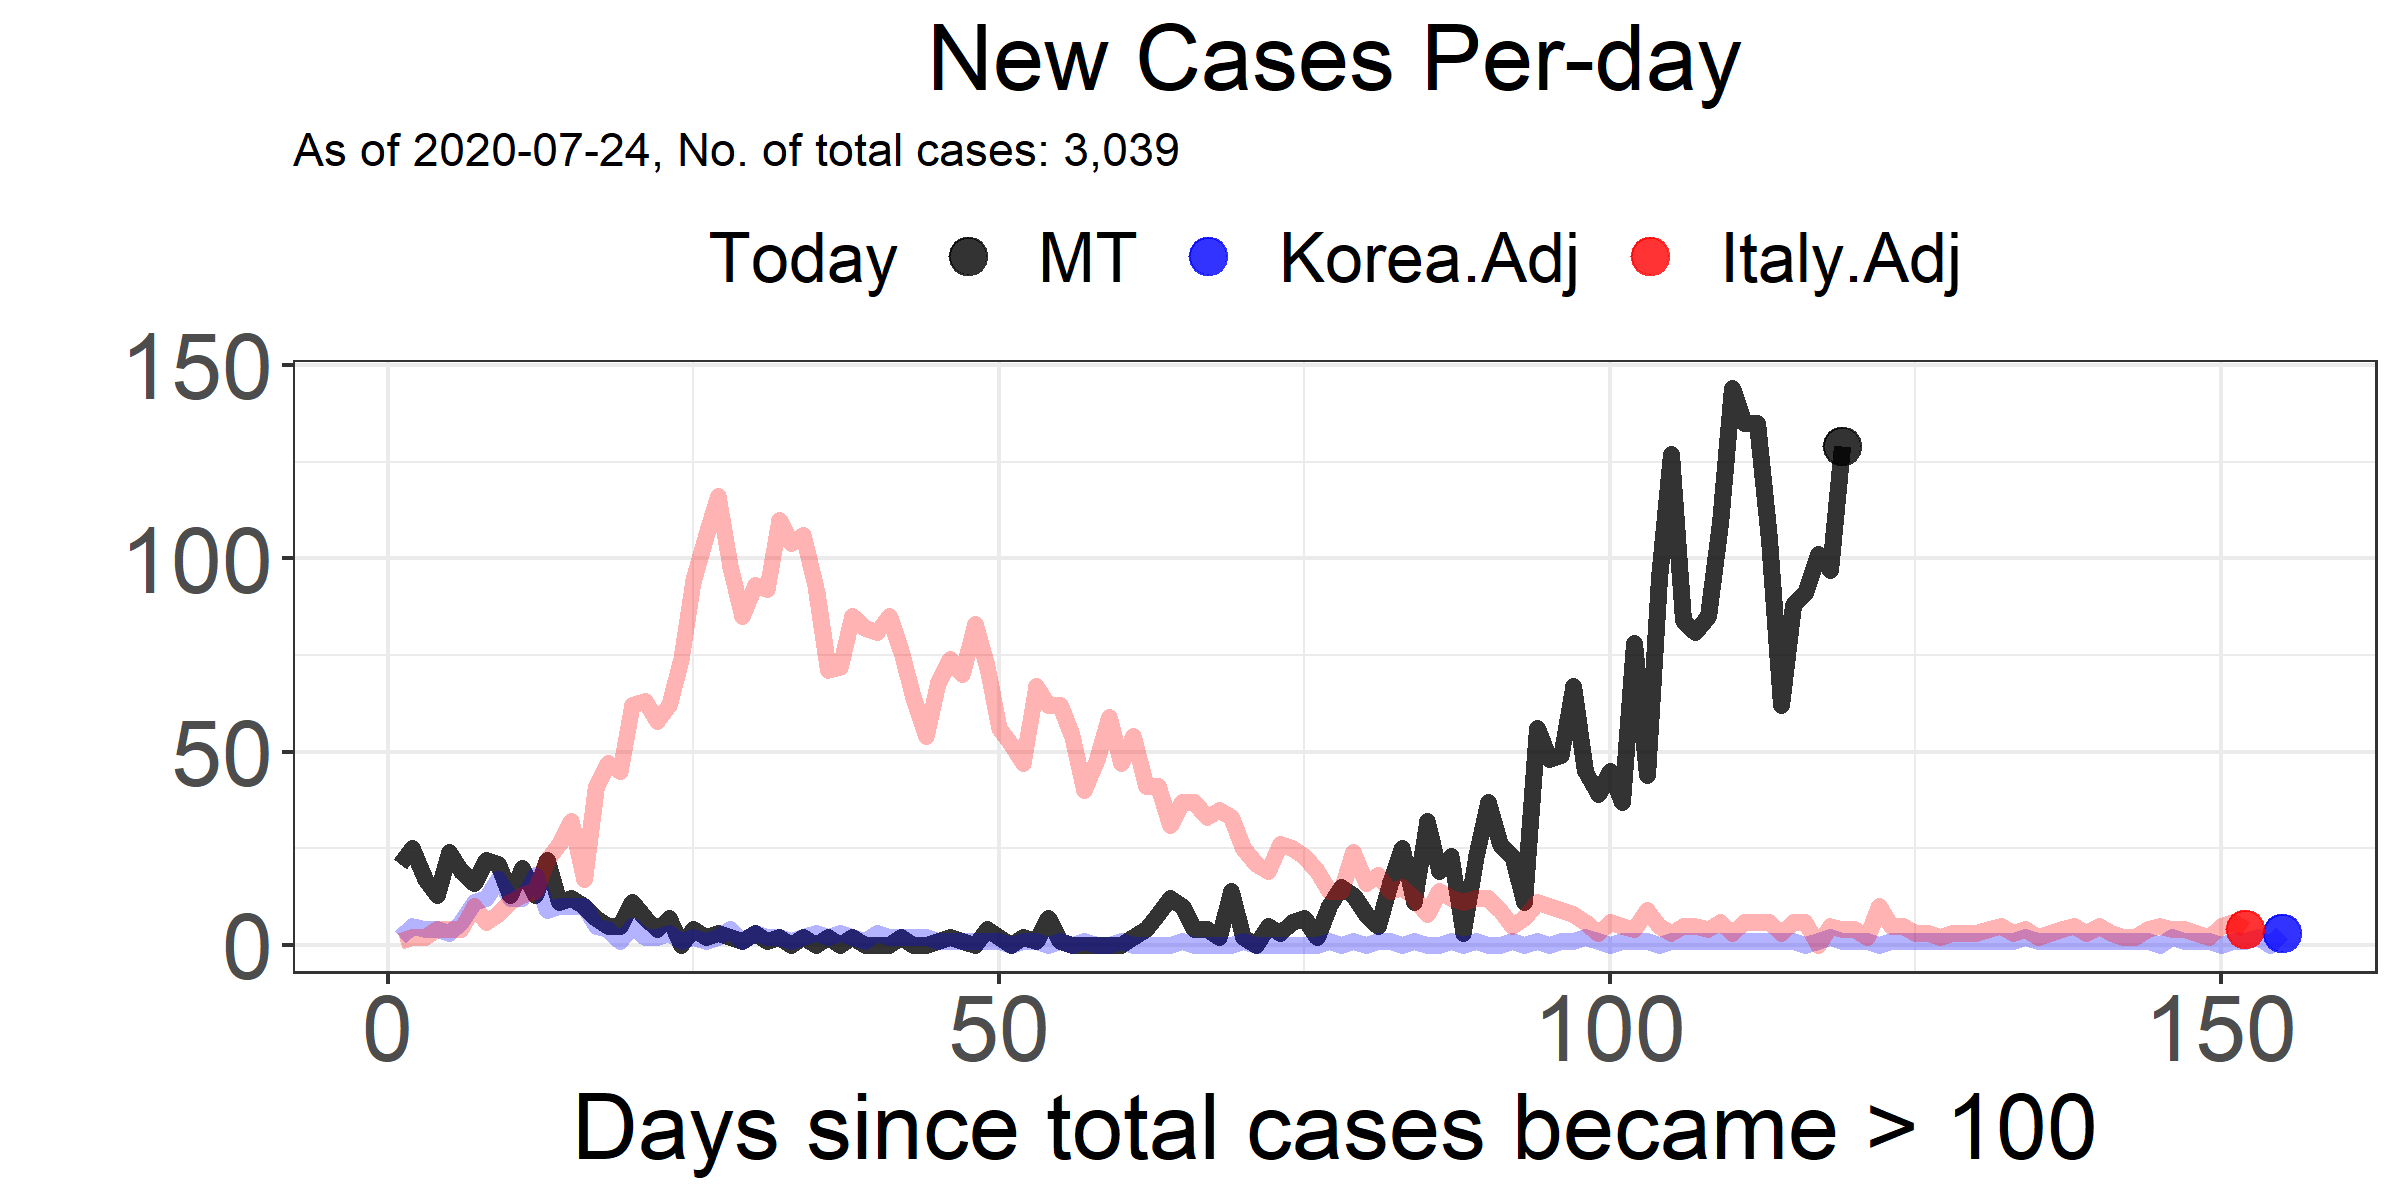 New Cases Per-day
As of 2020-07-24, No. of total cases: 3,039
Today MT Korea.Adj Italy.Adj
150
100
50
0
0 50 100 150
Days since total cases became > 100